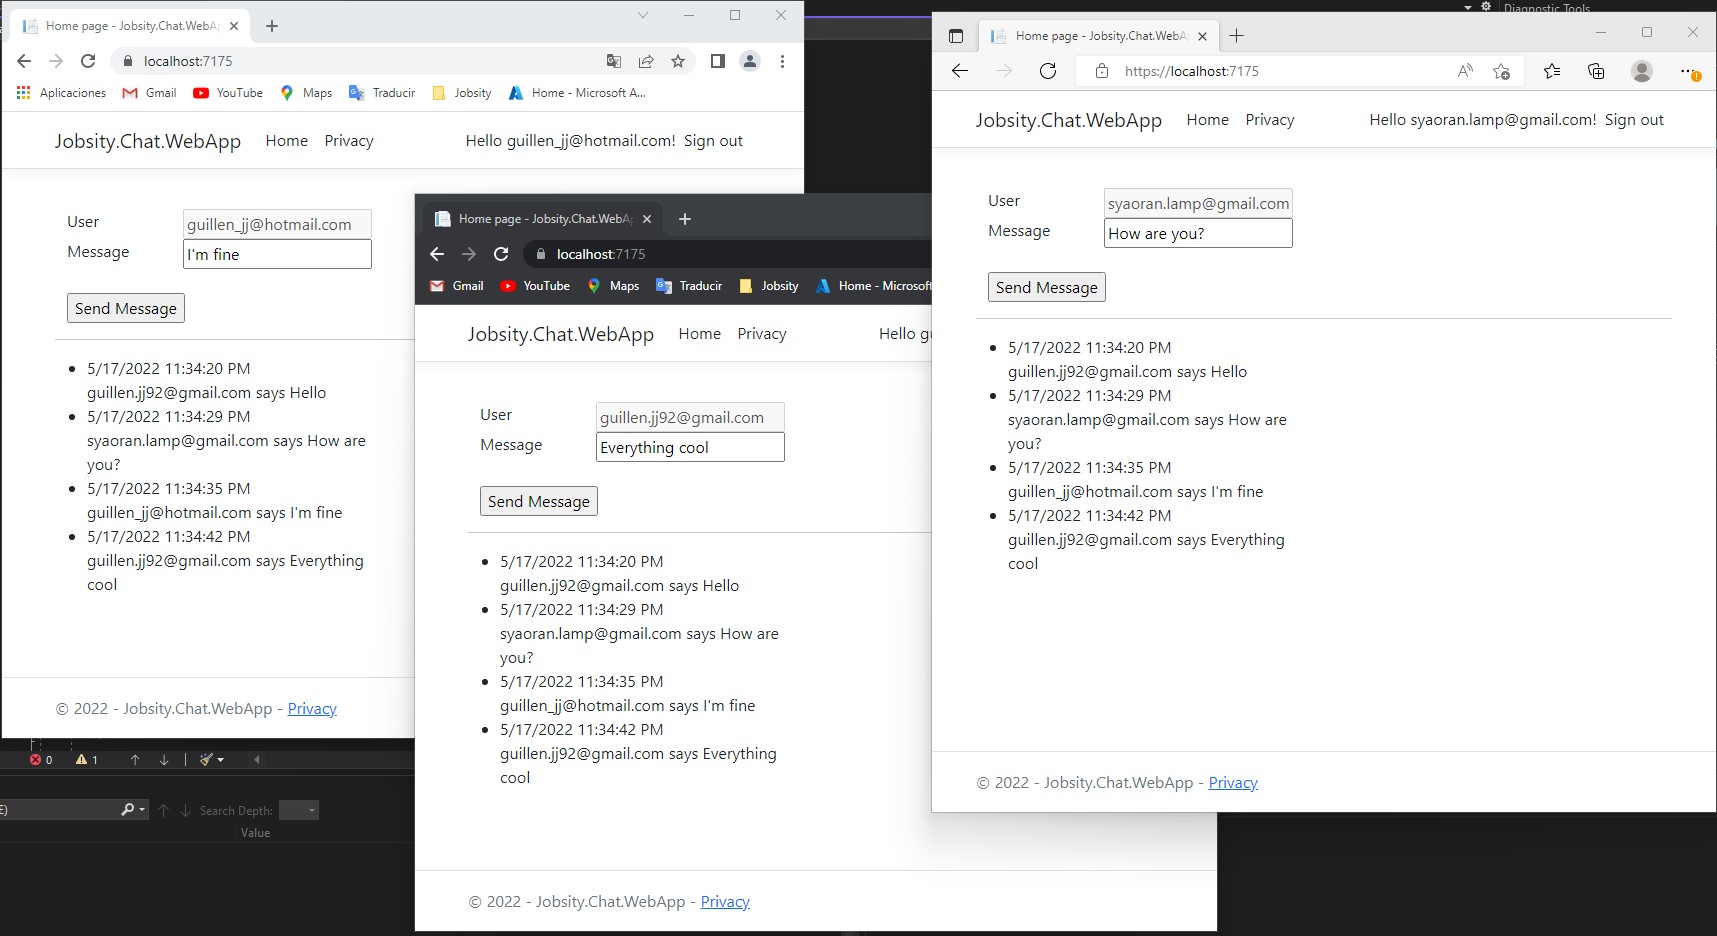 Home page - Jobsity.Chat.WebA
localhost:7175
Aplicaciones Gmail YouTube Maps Traducir Jobsity Home - Microsoft A...
Jobsity.Chat.WebApp Home Privacy Hello guillen_jj@hotmail.com! Sign out
User guillen_jj@hotmail.com
Message I'm fine
Send Message
5/17/2022 11:34:20 PM
guillen.jj92@gmail.com says Hello
5/17/2022 11:34:29 PM
syaoran.lamp@gmail.com says How are
you?
5/17/2022 11:34:35 PM
guillen_jj@hotmail.com says I'm fine
5/17/2022 11:34:42 PM
guillen.jj92@gmail.com says Everything
cool
© 2022 - Jobsity.Chat.WebApp - Privacy
0 1
E)
Search Depth:
Value
Home page - Jobsity.Chat.WebA
localhost:7175
Gmail YouTube Maps Traducir Jobsity Home - Microsoft
Jobsity.Chat.WebApp Home Privacy Hello g
User guillen.jj92@gmail.com
Message Everything cool
Send Message
5/17/2022 11:34:20 PM
guillen.jj92@gmail.com says Hello
5/17/2022 11:34:29 PM
syaoran.lamp@gmail.com says How are
you?
5/17/2022 11:34:35 PM
guillen_jj@hotmail.com says I'm fine
5/17/2022 11:34:42 PM
guillen.jj92@gmail.com says Everything
cool
© 2022 - Jobsity.Chat.WebApp - Privacy
Diagnostic Tools
Home page - Jobsity.Chat.WebA
https://localhost:7175
Jobsity.Chat.WebApp Home Privacy Hello syaoran.lamp@gmail.com! Sign out
User syaoran.lamp@gmail.com
Message How are you?
Send Message
5/17/2022 11:34:20 PM
guillen.jj92@gmail.com says Hello
5/17/2022 11:34:29 PM
syaoran.lamp@gmail.com says How are
you?
5/17/2022 11:34:35 PM
guillen_jj@hotmail.com says I'm fine
5/17/2022 11:34:42 PM
guillen.jj92@gmail.com says Everything
cool
© 2022 - Jobsity.Chat.WebApp - Privacy